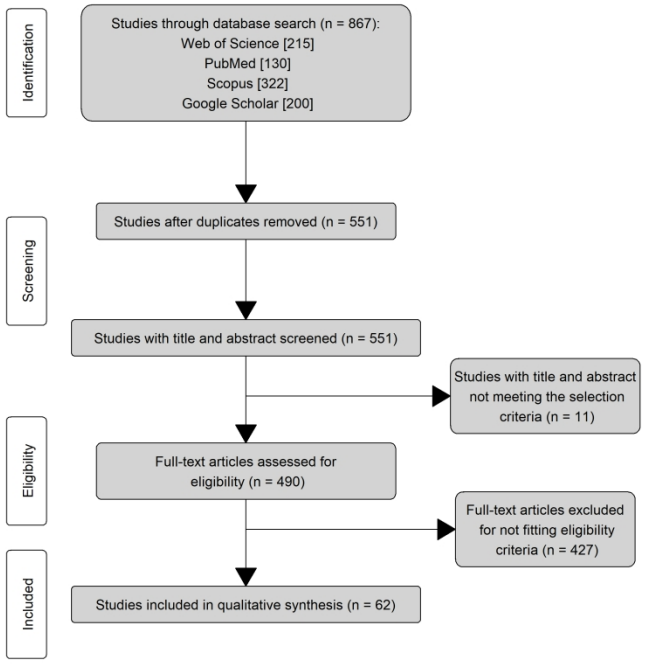 Identification
Studies through database search (n = 867):
Web of Science [215]
PubMed [130]
Scopus [322]
Google Scholar [200]
Screening
Studies after duplicates removed (n = 551)
Studies with title and abstract screened (n = 551)
Studies with title and abstract
not meeting the selection
criteria (n = 11)
Eligibility
Full-text articles assessed for
eligibility (n = 490)
Full-text articles excluded
for not fitting eligibility
criteria (n = 427)
Included
Studies included in qualitative synthesis (n = 62)